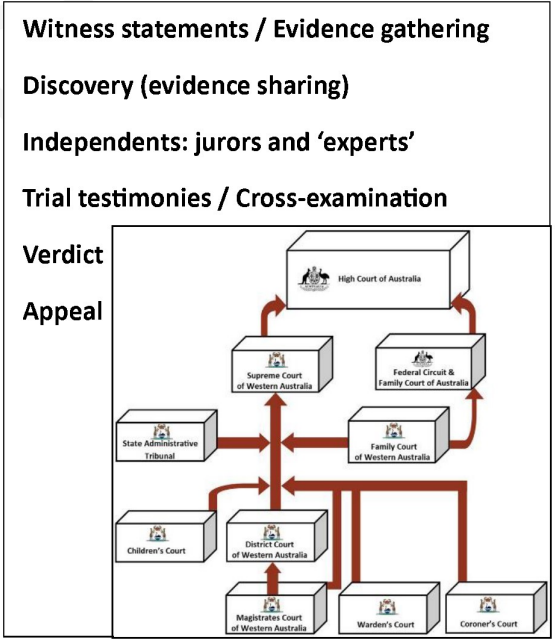 Witness statements / Evidence gathering
Discovery (evidence sharing)
Independents: jurors and ‘experts’
Trial testimonies / Cross-examination
Verdict
Appeal
High Court of Australia
Supreme Court
of Western Australia
Federal Circuit &
Family Court of Australia
State Administrative
Tribunal
Family Court
of Western Australia
Children's Court
District Court
of Western Australia
Magistrates Court
of Western Australia
Warden's Court
Coroner's Court